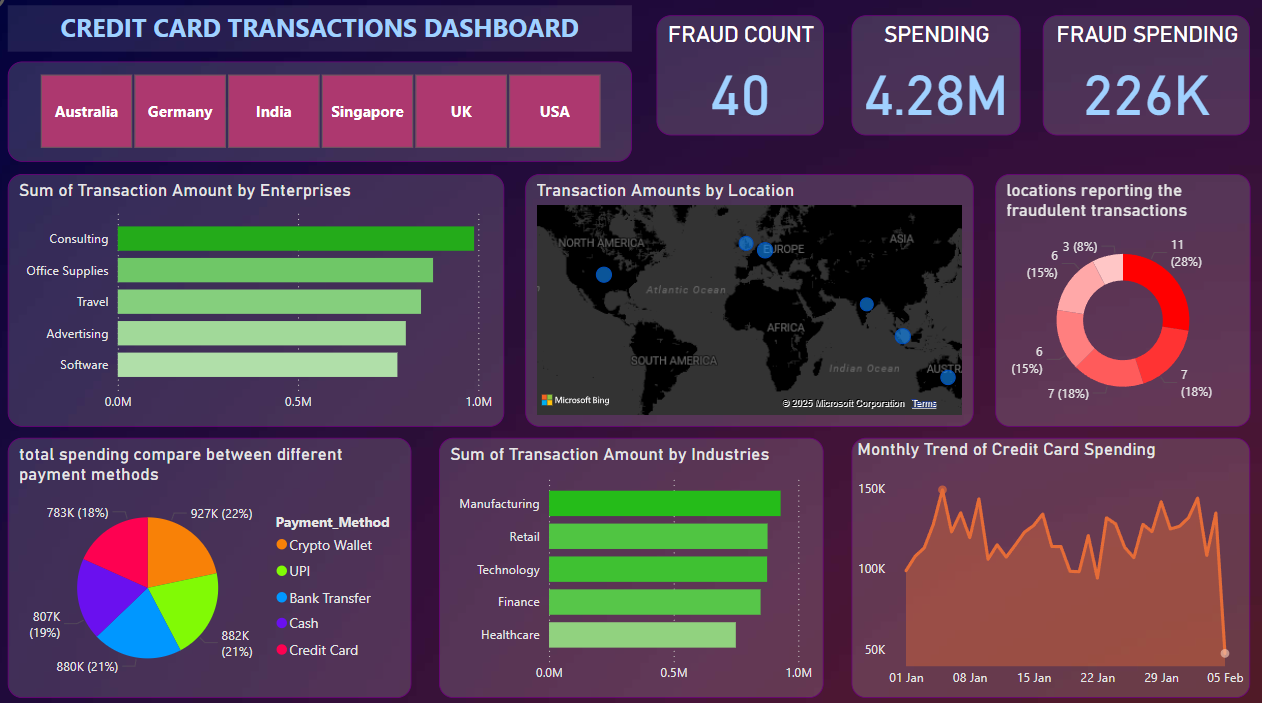 CREDIT CARD TRANSACTIONS DASHBOARD
FRAUD COUNT
40
SPENDING
4.28M
FRAUD SPENDING
226K
Australia
Germany
India
Singapore
UK
USA
Sum of Transaction Amount by Enterprises
Consulting
Office Supplies
Travel
Advertising
Software
0.0M
0.5M
1.0M
Transaction Amounts by Location
NORTH AMERICA
EUROPE
ASIA
Atlantic Ocean
AFRICA
SOUTH AMERICA
Indian Ocean
AUSTR
Microsoft Bing
© 2025 Microsoft Corporation Terms
locations reporting the
fraudulent transactions
3 (8%)
11
(28%)
6
(15%)
6
(15%)
7 (18%)
7
(18%)
total spending compare between different
payment methods
783K (18%)
927K (22%)
807K
(19%)
882K
(21%)
880K (21%)
Payment_Method
Crypto Wallet
UPI
Bank Transfer
Cash
Credit Card
Sum of Transaction Amount by Industries
Manufacturing
Retail
Technology
Finance
Healthcare
0.0M
0.5M
1.0M
Monthly Trend of Credit Card Spending
150K
100K
50K
01 Jan
08 Jan
15 Jan
22 Jan
29 Jan
05 Feb